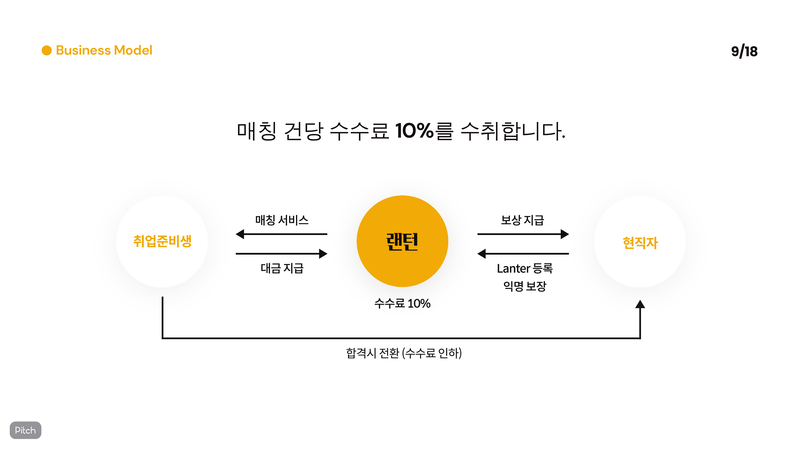 Business Model
9/18
매칭 건당 수수료 10%를 수취합니다.
취업준비생
매칭 서비스
대금 지급
랜턴
수수료 10%
보상 지급
Lanter 등록
익명 보장
현직자
합격시 전환 (수수료 인하)
Pitch